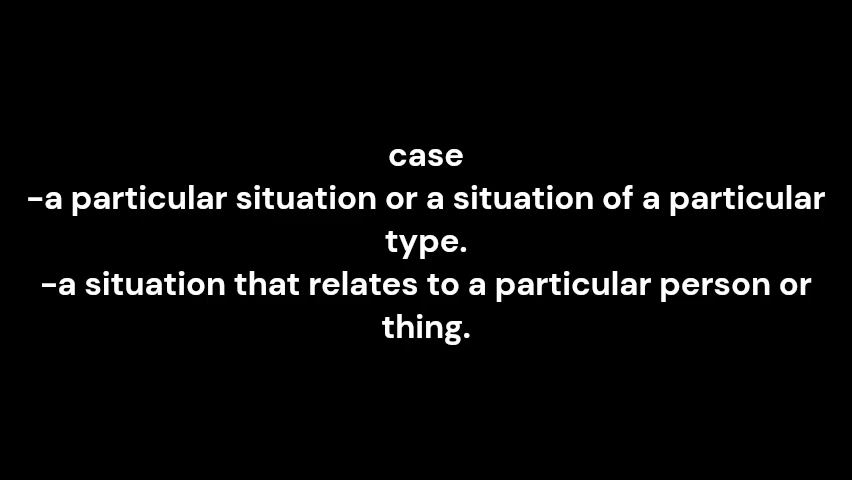 case
-a particular situation or a situation of a particular
type.
-a situation that relates to a particular person or
thing.